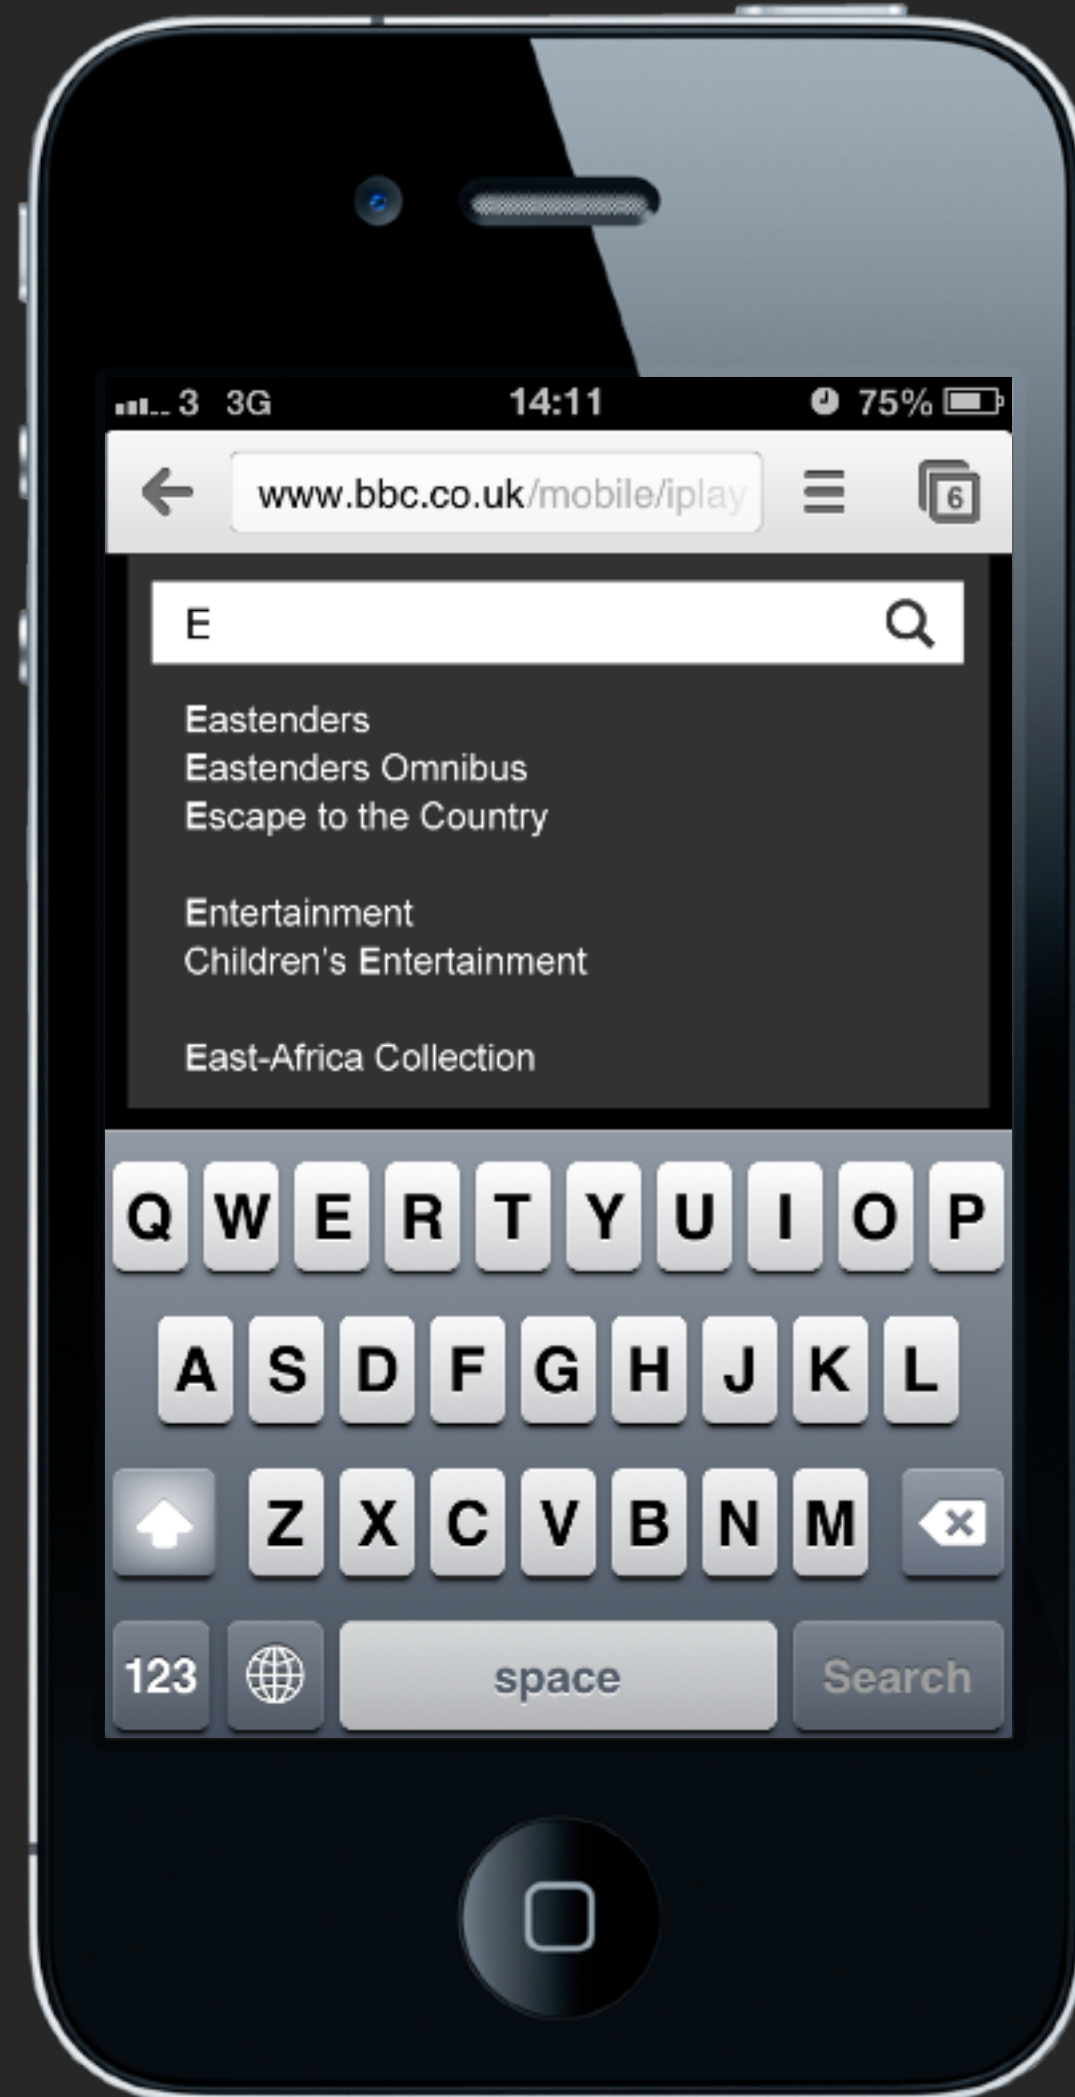 3 3G 14:11 75%
www.bbc.co.uk/mobile/iplay
6
E
Eastenders
Eastenders Omnibus
Escape to the Country
Entertainment
Children's Entertainment
East-Africa Collection
Q W E R T Y U I O P
A S D F G H J K L
Z X C V B N M
123 space Search